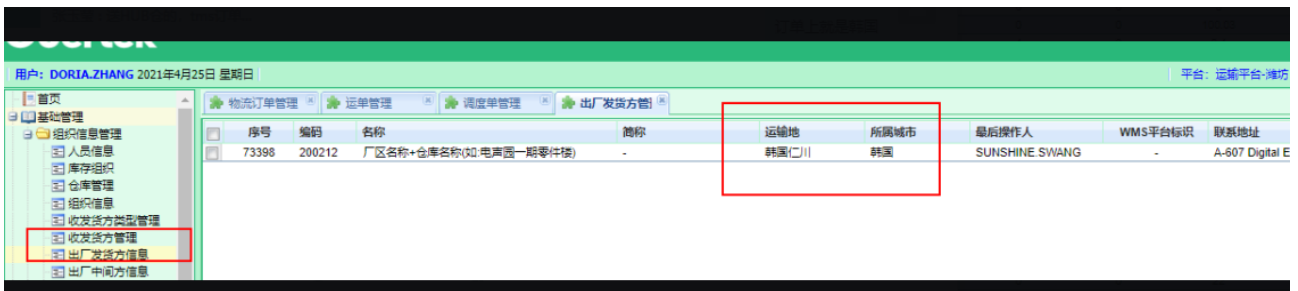 用户：DORIA.ZHANG 2021年4月25日 星期日
平台：运输平台-潍坊
首页
基础管理
组织信息管理
人员信息
库存组织
仓库管理
组织信息
收发货方类型管理
收发货方管理
出厂发货方信息
出厂中间方信息
物流订单管理 运单管理 调度单管理 出厂发货方管
序号 编码 名称 简称 运输地 所属城市 最后操作人 WMS平台标识 联系地址
73398 200212 厂区名称+仓库名称(如:电声园一期零件楼) - 韩国仁川 韩国 SUNSHINE.SWANG - A-607 Digital E